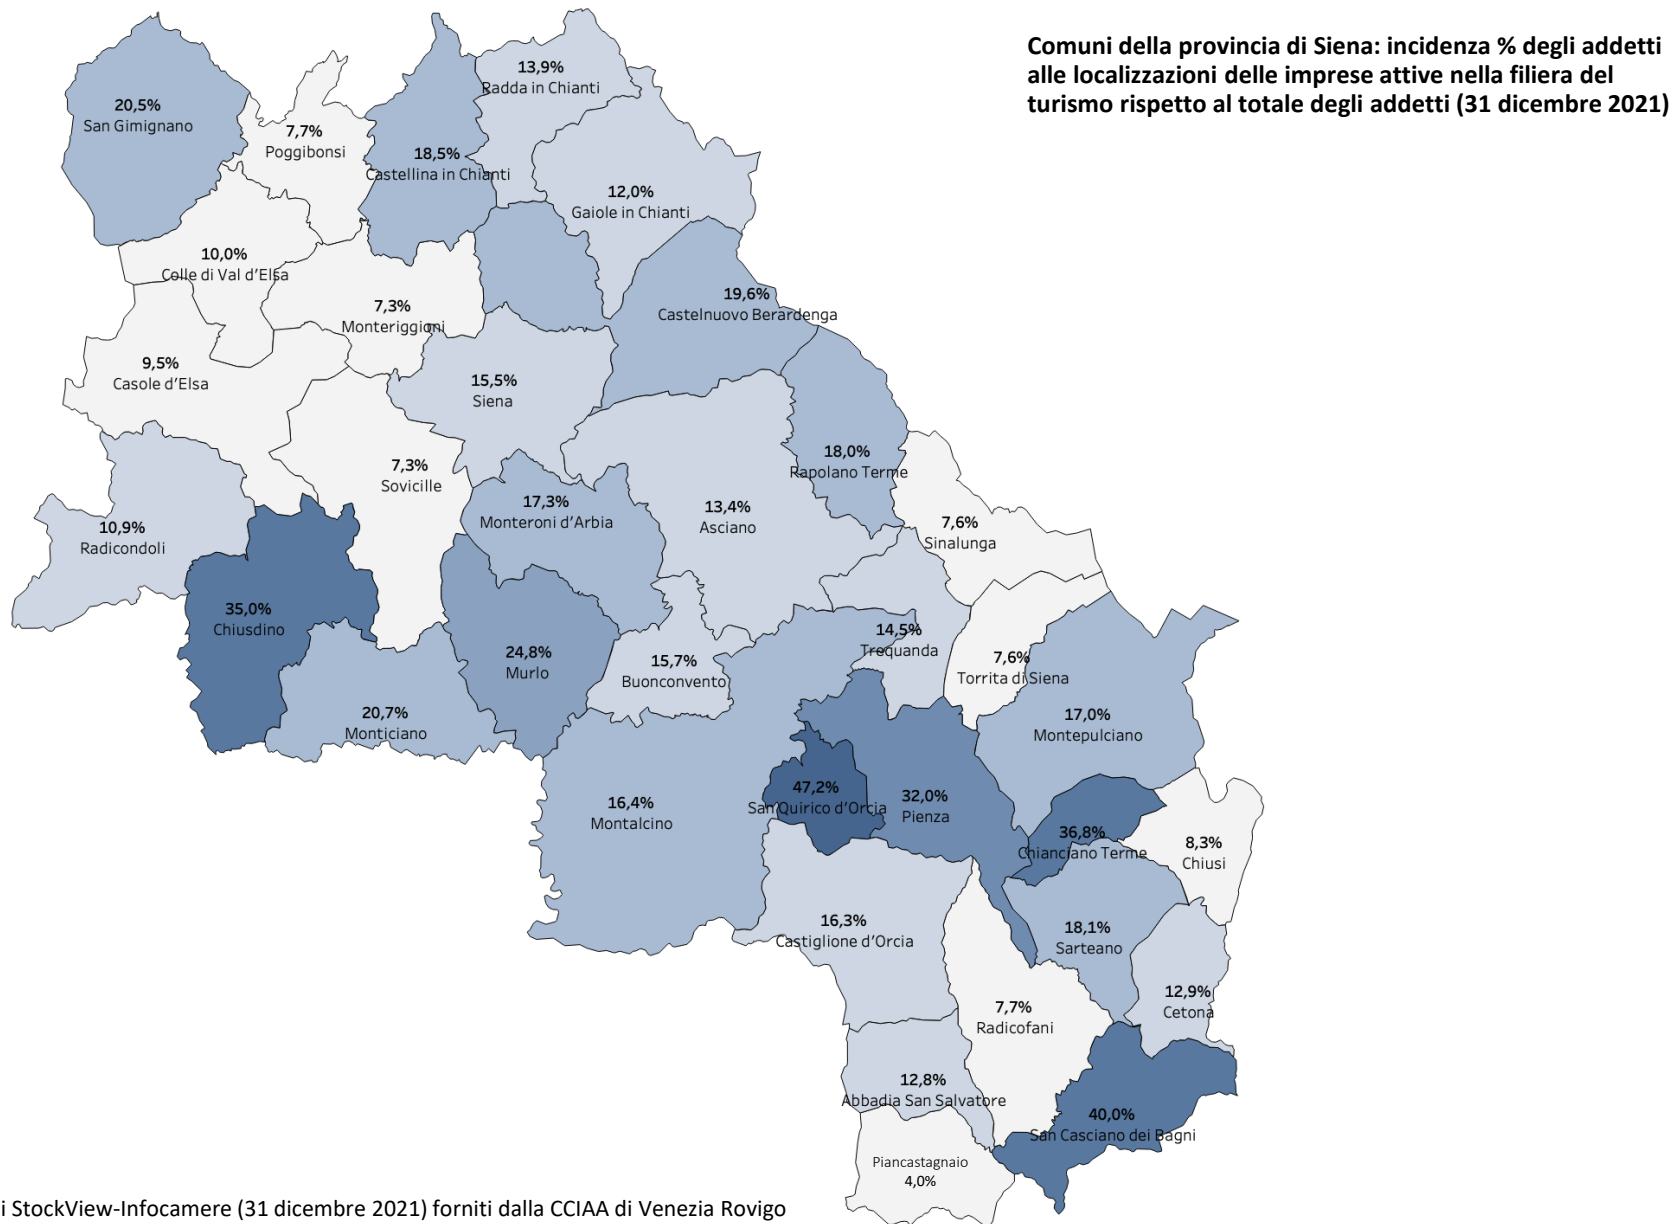 Comuni della provincia di Siena: incidenza % degli addetti
alle localizzazioni delle imprese attive nella filiera del
turismo rispetto al totale degli addetti (31 dicembre 2021)
13,9%
Radda in Chianti
20,5%
San Gimignano
7,7%
Poggibonsi
18,5%
Castellina in Chianti
12,0%
Gaiole in Chianti
10,0%
Colle di Val d'Elsa
7,3%
Monteriggioni
19,6%
Castelnuovo Berardenga
9,5%
Casole d'Elsa
15,5%
Siena
18,0%
Rapolano Terme
7,3%
Sovicille
17,3%
Monteroni d'Arbia
13,4%
Asciano
10,9%
Radicondoli
7,6%
Sinalunga
35,0%
Chiusdino
14,5%
Trequanda
24,8%
Murlo
15,7%
Buonconvento
7,6%
Torrita di Siena
20,7%
Monticiano
17,0%
Montepulciano
16,4%
Montalcino
47,2%
San Quirico d'Orcia
32,0%
Pienza
36,8%
Chianciano Terme
8,3%
Chiusi
16,3%
Castiglione d'Orcia
18,1%
Sarteano
12,9%
Cetona
7,7%
Radicofani
12,8%
Abbadia San Salvatore
40,0%
San Casciano dei Bagni
Piancastagnaio
4,0%
i StockView-Infocamere (31 dicembre 2021) forniti dalla CCIAA di Venezia Rovigo